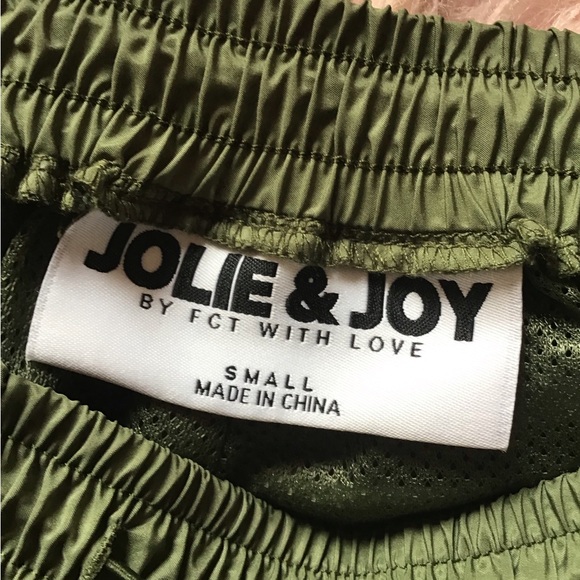 JOLIE & JOY
BY FCT WITH LOVE
SMALL
MADE IN CHINA